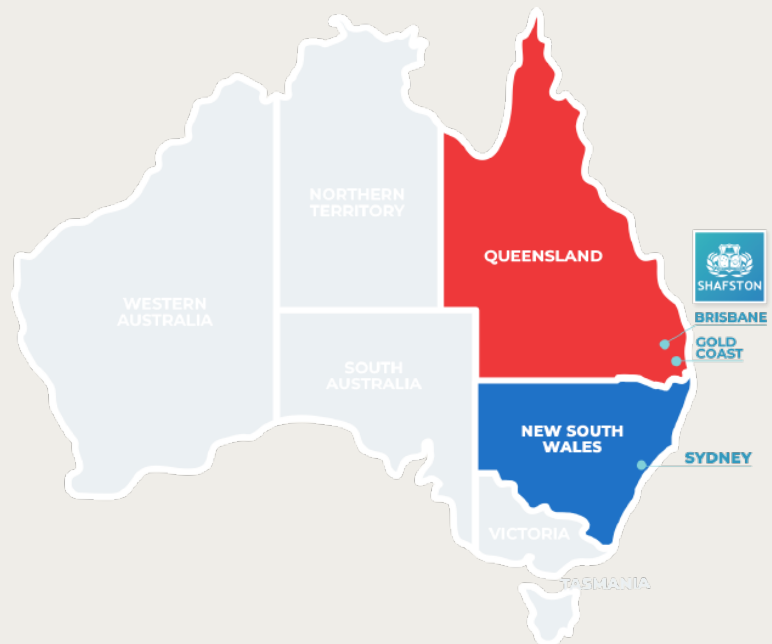 NORTHERN
TERRITORY
QUEENSLAND
SHAFSTON
WESTERN
AUSTRALIA
BRISBANE
GOLD
COAST
SOUTH
AUSTRALIA
NEW SOUTH
WALES
SYDNEY
VICTORIA
TASMANIA